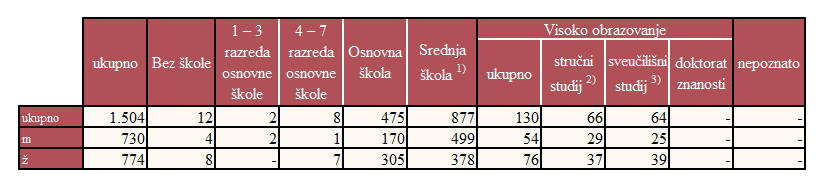 ukupno Bez škole 1 – 3 razreda osnovne škole 4 – 7 razreda osnovne škole Osnovna škola Srednja škola 1) Visoko obrazovanje nepoznato
ukupno stručni studij 2) sveučilišni studij 3) doktorat znanosti
ukupno 1.504 12 2 8 475 877 130 66 64 - -
m 730 4 2 1 170 499 54 29 25 - -
ž 774 8 - 7 305 378 76 37 39 - -